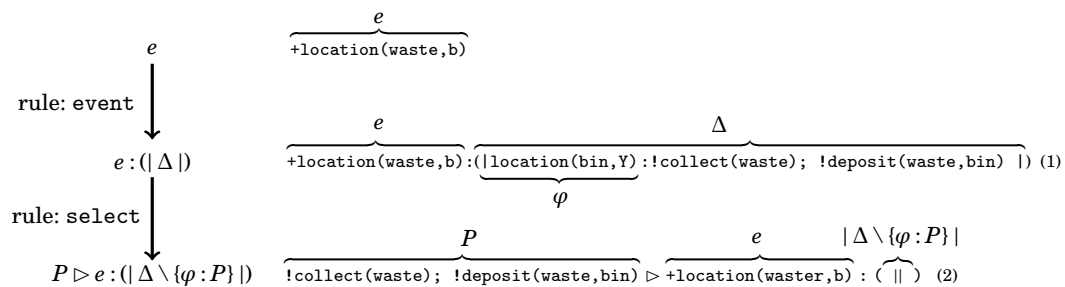 e
e +location(waste,b)
rule: event
e Δ
e : (| Δ |) +location(waste,b):(|location(bin,Y):!collect(waste); !deposit(waste,bin) |) (1)
φ
rule: select
P e | Δ \ {φ : P} |
P ▷ e : (| Δ \ {φ : P} |) !collect(waste); !deposit(waste,bin) ▷ +location(waster,b) : ( || ) (2)